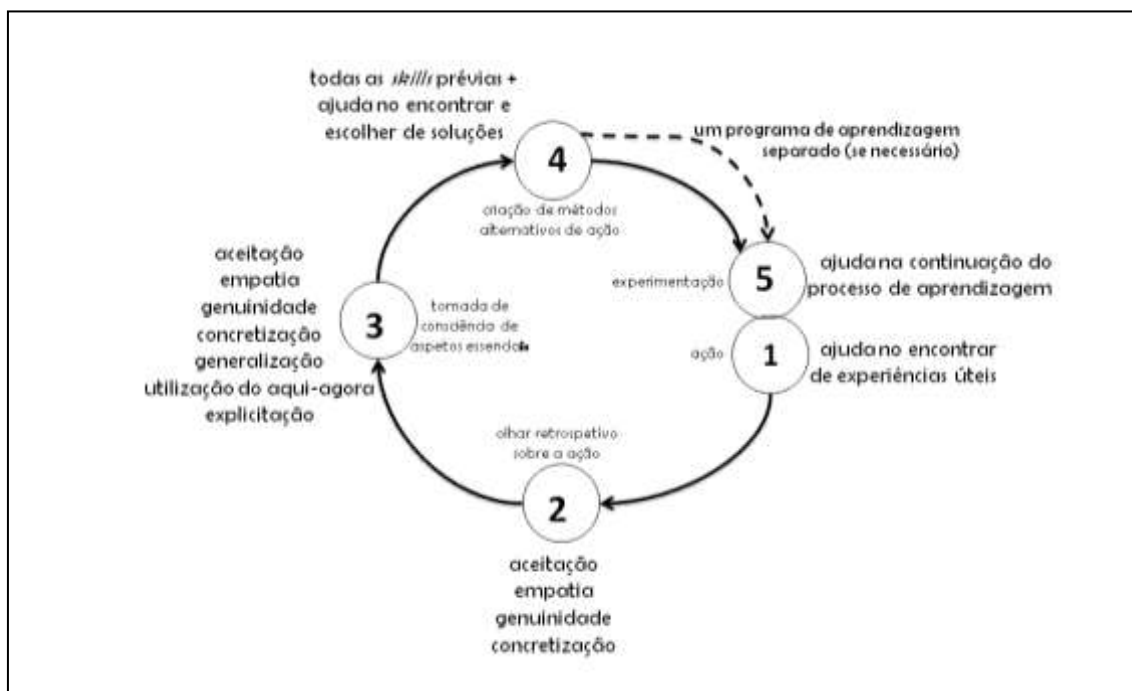 todas as skills prévias +
ajuda no encontrar e
escolher de soluções
4
um programa de aprendizagem
separado (se necessário)
criação de métodos
alternativos de ação
experimentação
5
ajuda na continuação do
processo de aprendizagem
ação
1
ajuda no encontrar
de experiências úteis
aceitação
empatia
genuinidade
concretização
generalização
utilização do aqui-agora
explicitação
3
tomada de
consciência de
aspetos
olhar retrospetivo
sobre a ação
2
aceitação
empatia
genuinidade
concretização